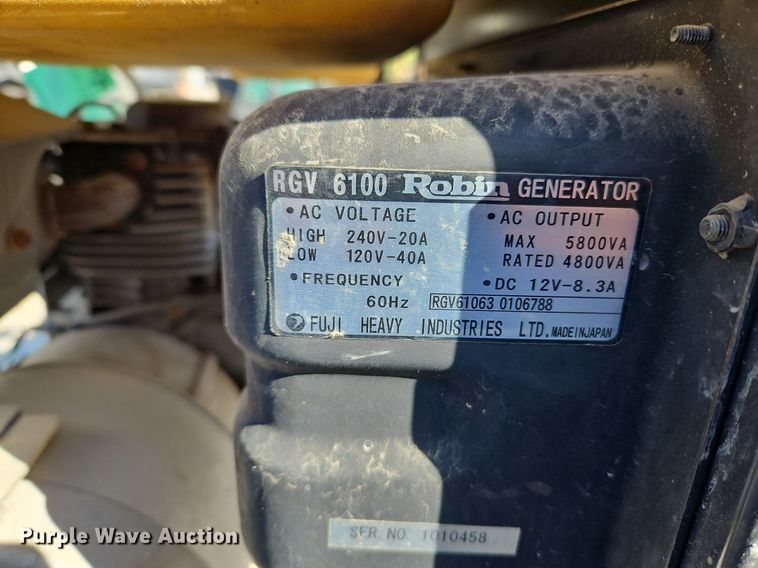 RGV 6100 Robin GENERATOR
•AC VOLTAGE
HIGH 240V-20A
LOW 120V-40A
•FREQUENCY
60Hz
•AC OUTPUT
MAX 5800VA
RATED 4800VA
•DC 12V-8.3A
RGV61063 0106788
FUJI HEAVY INDUSTRIES LTD. MADE IN JAPAN
SER. NO. 1010458
Purple Wave Auction®